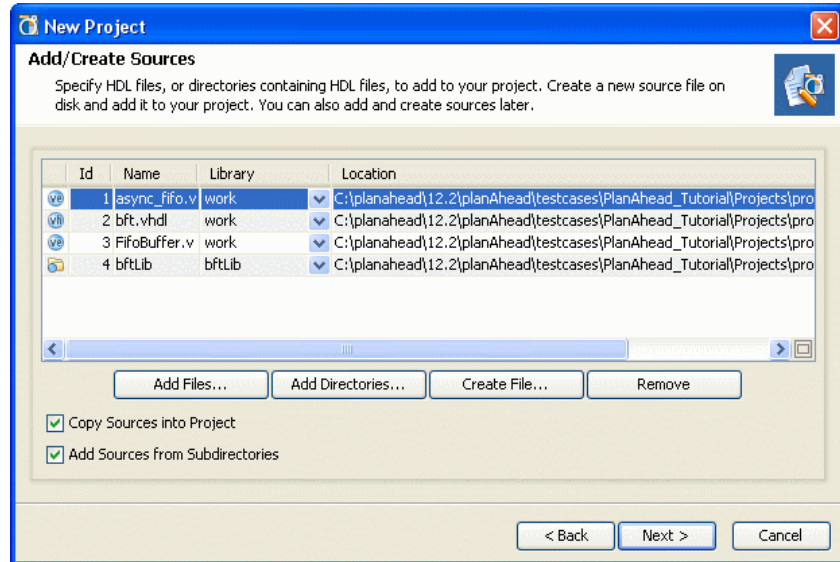 New Project
Add/Create Sources
Specify HDL files, or directories containing HDL files, to add to your project. Create a new source file on
disk and add it to your project. You can also add and create sources later.
Id Name Library Location
ve 1 async_fifo.v work C:\planahead\12.2\planAhead\testcases\PlanAhead_Tutorial\Projects\pro
vh 2 bft.vhdl work C:\planahead\12.2\planAhead\testcases\PlanAhead_Tutorial\Projects\pro
ve 3 FifoBuffer.v work C:\planahead\12.2\planAhead\testcases\PlanAhead_Tutorial\Projects\pro
4 bftLib bftLib C:\planahead\12.2\planAhead\testcases\PlanAhead_Tutorial\Projects\pro
Add Files... Add Directories... Create File... Remove
Copy Sources into Project
Add Sources from Subdirectories
< Back Next > Cancel